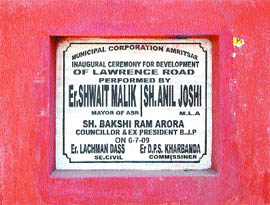 MUNICIPAL CORPORATION AMRITSAR
INAUGURAL CEREMONY FOR DEVELOPMENT
OF LAWRENCE ROAD
PERFORMED BY
Er.SHWAIT MALIK | SH.ANIL JOSHI
MAYOR OF ASR M.L.A
SH. BAKSHI RAM ARORA
COUNCILLOR & EX PRESIDENT B.J.P
ON 6-7-09
Er. LACHMAN DASS Er D.P.S. KHARBANDA
SE.CIVIL COMMISSINER